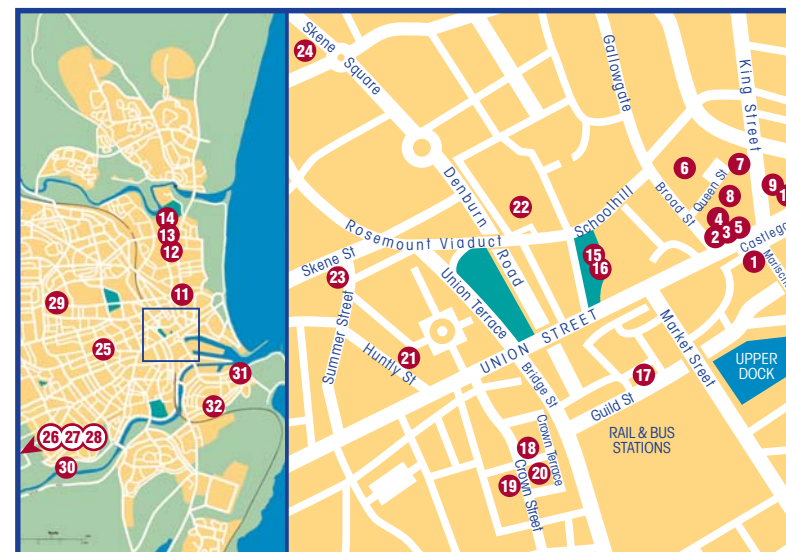 14
13
12
11
29
25
31
32
26 27 28
30
24
Skene Square
Gallowgate
King Street
6
7
Queen St
9
8
Broad St
4
5
2
3
1
Denburn Road
22
Schoolhill
Rosemount Viaduct
15
16
Skene St
23
Union Terrace
Summer Street
Huntly St
21
UNION STREET
Market Sreet
UPPER
DOCK
17
Bridge St
Guild St
RAIL & BUS
STATIONS
18
20
19
Crown Terrace
Crown Street